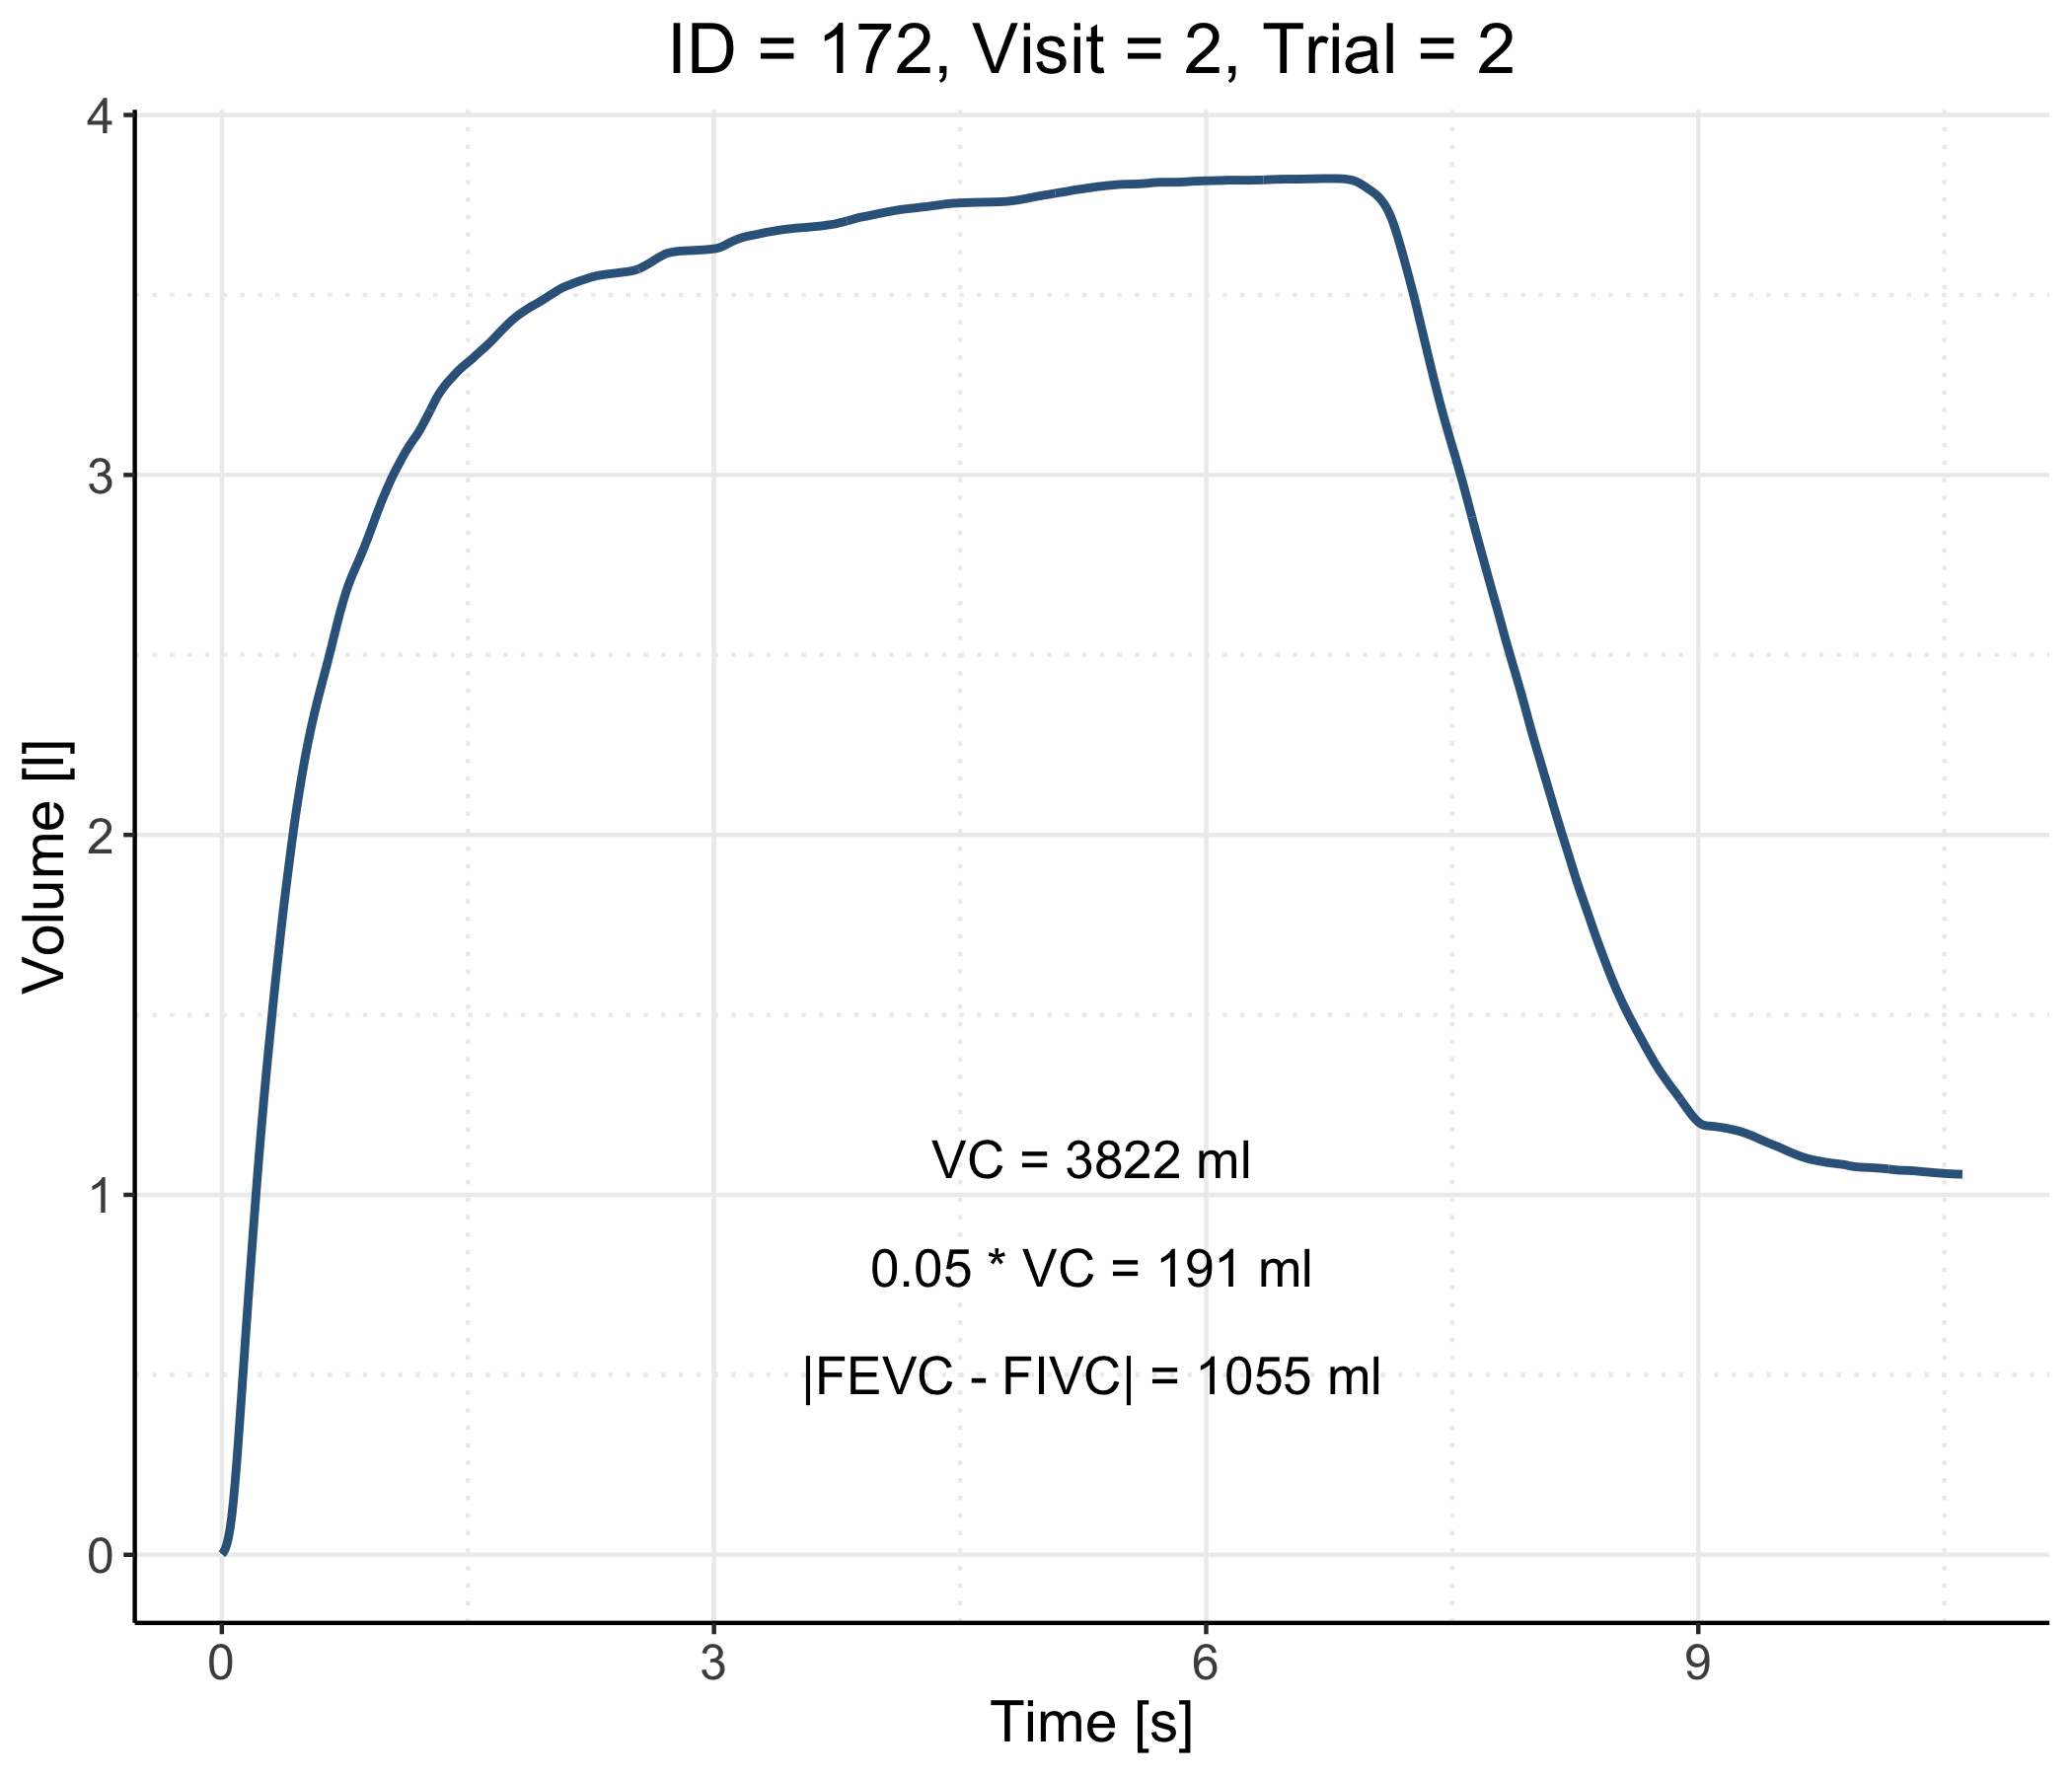 ID = 172, Visit = 2, Trial = 2
4
3
2
1
0
Volume [l]
VC = 3822 ml
0.05 * VC = 191 ml
|FEVC - FIVC| = 1055 ml
0 3 6 9
Time [s]